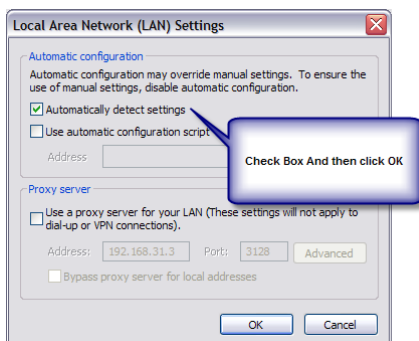 Local Area Network (LAN) Settings
Automatic configuration
Automatic configuration may override manual settings. To ensure the
use of manual settings, disable automatic configuration.
Automatically detect settings
Use automatic configuration script
Address
Check Box And then click OK
Proxy server
Use a proxy server for your LAN (These settings will not apply to
dial-up or VPN connections).
Address: 192.168.31.3 Port: 3128 Advanced
Bypass proxy server for local addresses
OK Cancel